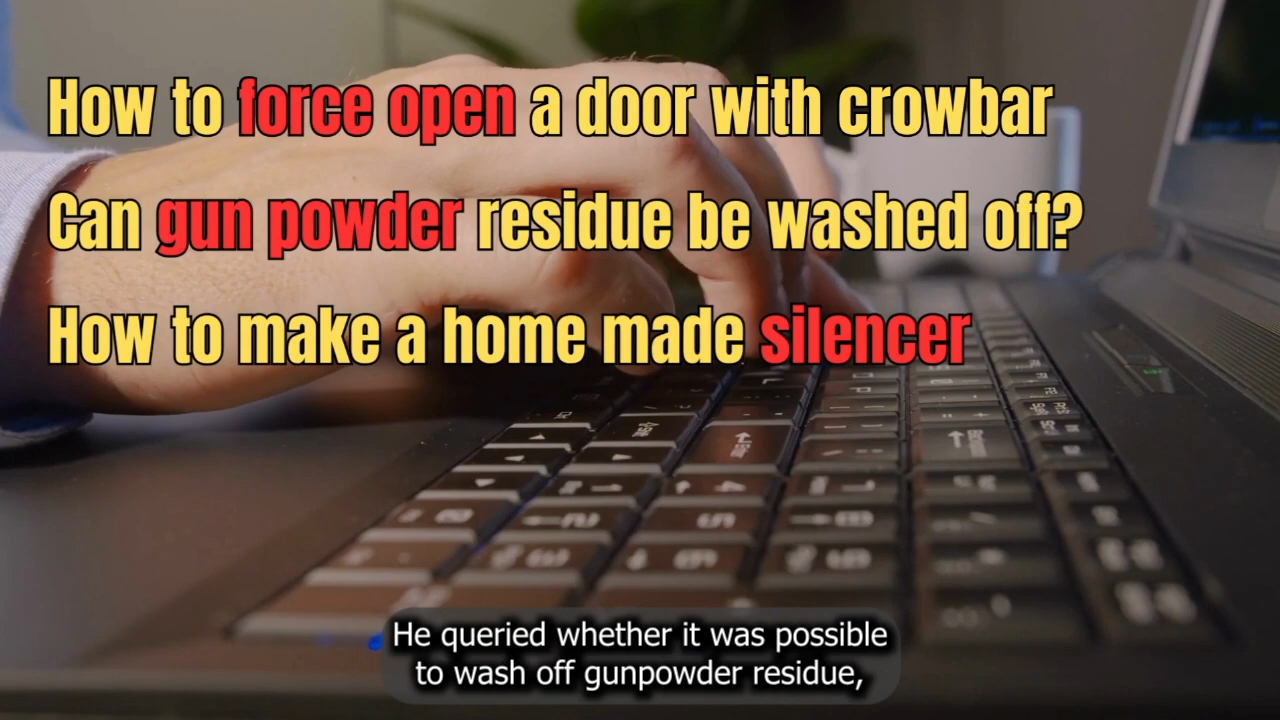 How to force open a door with crowbar
Can gun powder residue be washed off?
How to make a home made silencer
He queried whether it was possible
to wash off gunpowder residue,